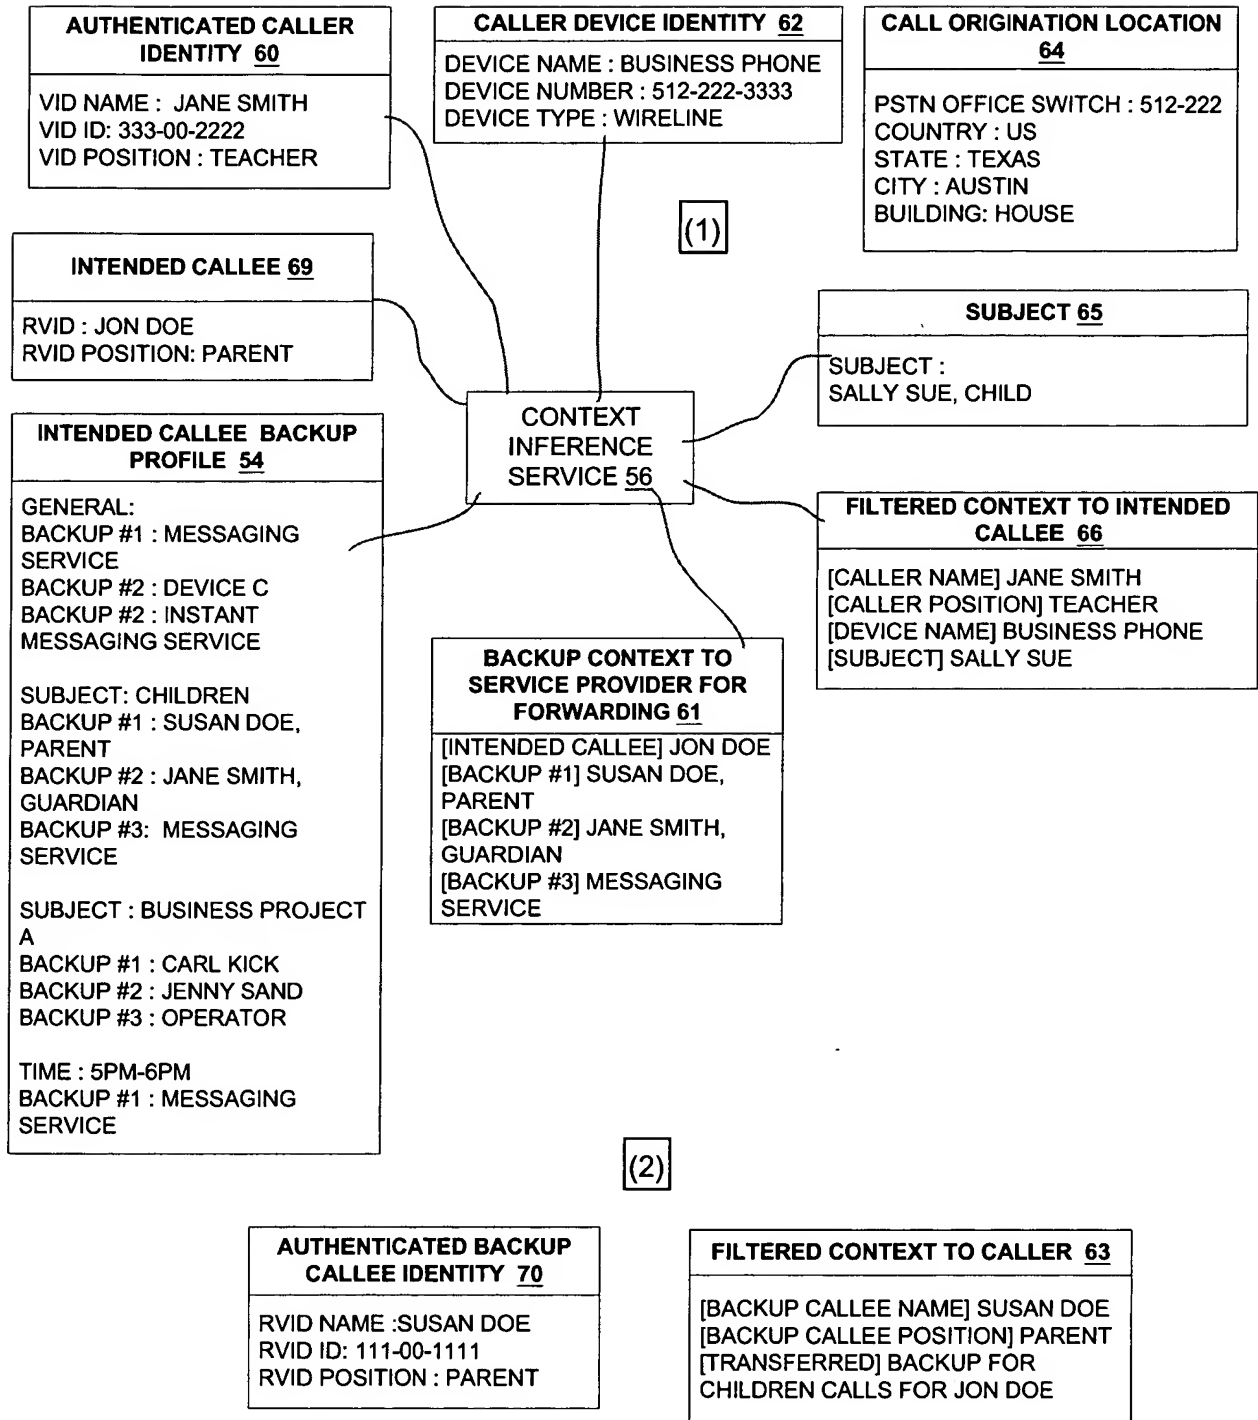 AUTHENTICATED CALLER
IDENTITY 60
VID NAME : JANE SMITH
VID ID: 333-00-2222
VID POSITION : TEACHER
CALLER DEVICE IDENTITY 62
DEVICE NAME : BUSINESS PHONE
DEVICE NUMBER : 512-222-3333
DEVICE TYPE : WIRELINE
CALL ORIGINATION LOCATION
64
PSTN OFFICE SWITCH : 512-222
COUNTRY : US
STATE : TEXAS
CITY : AUSTIN
BUILDING: HOUSE
(1)
INTENDED CALLEE 69
RVID : JON DOE
RVID POSITION: PARENT
SUBJECT 65
SUBJECT :
SALLY SUE, CHILD
CONTEXT
INFERENCE
SERVICE 56
INTENDED CALLEE BACKUP
PROFILE 54
GENERAL:
BACKUP #1 : MESSAGING
SERVICE
BACKUP #2 : DEVICE C
BACKUP #2 : INSTANT
MESSAGING SERVICE
SUBJECT: CHILDREN
BACKUP #1 : SUSAN DOE,
PARENT
BACKUP #2 : JANE SMITH,
GUARDIAN
BACKUP #3: MESSAGING
SERVICE
SUBJECT : BUSINESS PROJECT
A
BACKUP #1 : CARL KICK
BACKUP #2 : JENNY SAND
BACKUP #3 : OPERATOR
TIME : 5PM-6PM
BACKUP #1 : MESSAGING
SERVICE
FILTERED CONTEXT TO INTENDED
CALLEE 66
[CALLER NAME] JANE SMITH
[CALLER POSITION] TEACHER
[DEVICE NAME] BUSINESS PHONE
[SUBJECT] SALLY SUE
BACKUP CONTEXT TO
SERVICE PROVIDER FOR
FORWARDING 61
[INTENDED CALLEE] JON DOE
[BACKUP #1] SUSAN DOE,
PARENT
[BACKUP #2] JANE SMITH,
GUARDIAN
[BACKUP #3] MESSAGING
SERVICE
(2)
AUTHENTICATED BACKUP
CALLEE IDENTITY 70
RVID NAME :SUSAN DOE
RVID ID: 111-00-1111
RVID POSITION : PARENT
FILTERED CONTEXT TO CALLER 63
[BACKUP CALLEE NAME] SUSAN DOE
[BACKUP CALLEE POSITION] PARENT
[TRANSFERRED] BACKUP FOR
CHILDREN CALLS FOR JON DOE